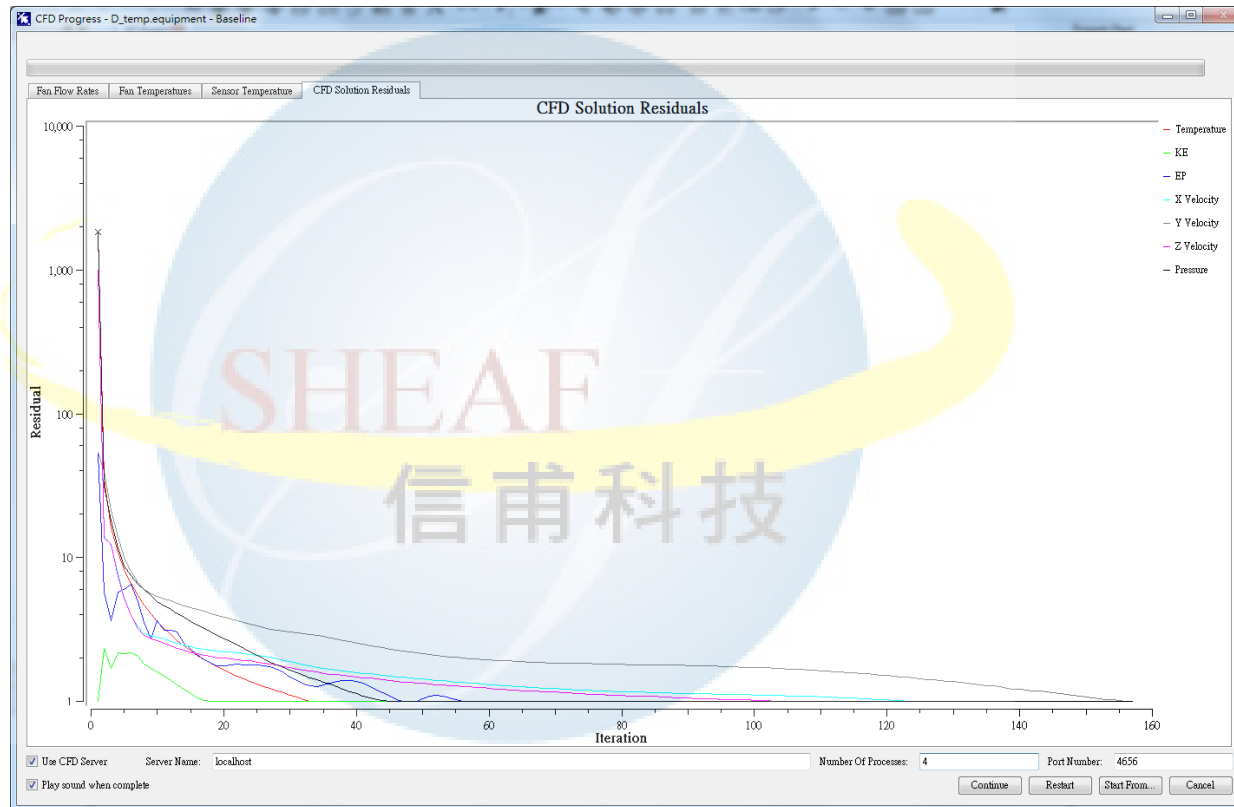 CFD Progress - D_temp.equipment - Baseline
Fan Flow Rates
Fan Temperatures
Sensor Temperature
CFD Solution Residuals
CFD Solution Residuals
10,000
1,000
100
10
1
Residual
0 20 40 60 80 100 120 140 160
Iteration
Temperature
KE
EP
X Velocity
Y Velocity
Z Velocity
Pressure
SHEAF
信甫科技
Use CFD Server Server Name: localhost Number Of Processes: 4 Port Number: 4656
Play sound when complete Continue Restart Start From... Cancel